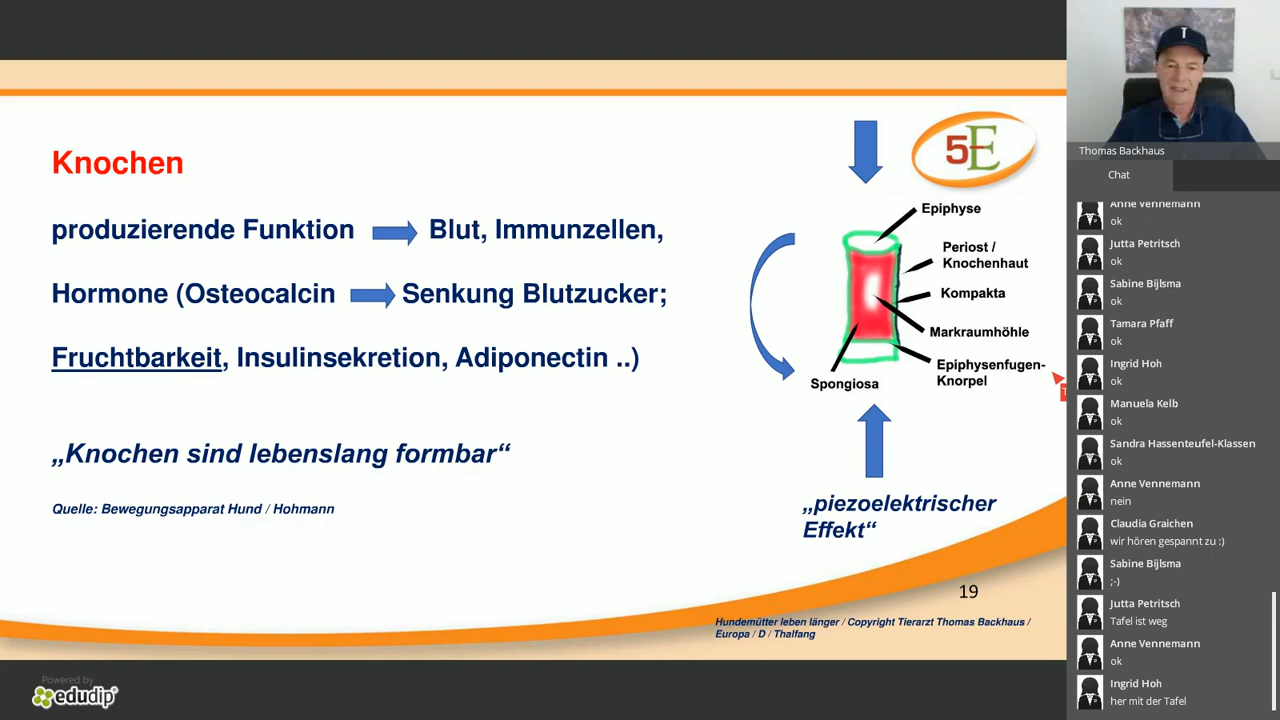 Knochen
produzierende Funktion Blut, Immunzellen,
Hormone (Osteocalcin Senkung Blutzucker;
Fruchtbarkeit, Insulinsekretion, Adiponectin ..)
„Knochen sind lebenslang formbar“
Quelle: Bewegungsapparat Hund / Hohmann
5E
Epiphyse
Periost /
Knochenhaut
Kompakta
Markraumhöhle
Epiphysenfugen-
Knorpel
Spongiosa
„piezoelektrischer
Effekt“
19
Hundemütter leben länger / Copyright Tierarzt Thomas Backhaus /
Europa / D / Thalfang
Powered by
edudip
T
Thomas Backhaus
Chat
Anne Vennemann
ok
Jutta Petritsch
ok
Sabine Bijlsma
ok
Tamara Pfaff
ok
Ingrid Hoh
ok
Manuela Kelb
ok
Sandra Hassenteufel-Klassen
ok
Anne Vennemann
nein
Claudia Graichen
wir hören gespannt zu :)
Sabine Bijlsma
;-)
Jutta Petritsch
Tafel ist weg
Anne Vennemann
ok
Ingrid Hoh
her mit der Tafel